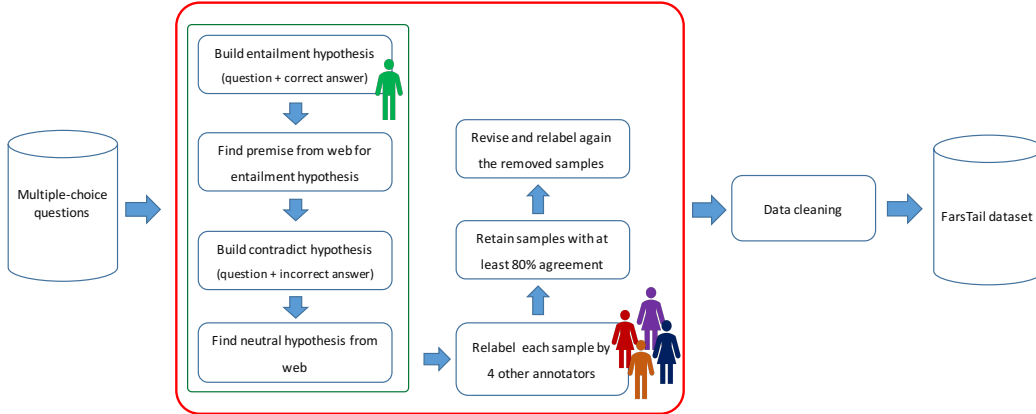 Multiple-choice
questions
Build entailment hypothesis
(question + correct answer)
Find premise from web for
entailment hypothesis
Build contradict hypothesis
(question + incorrect answer)
Find neutral hypothesis from
web
Relabel each sample by
4 other annotators
Retain samples with at
least 80% agreement
Revise and relabel again
the removed samples
Data cleaning
FarsTail dataset